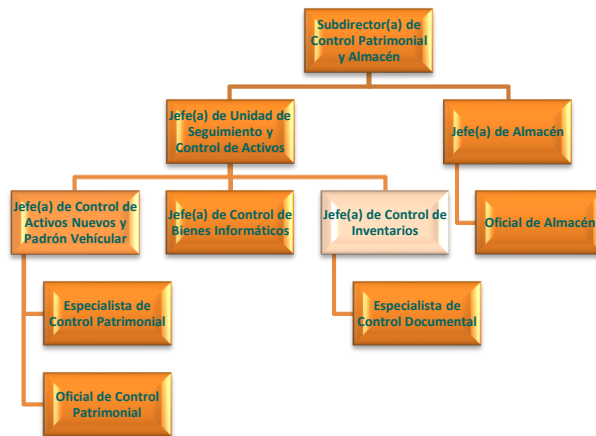 Subdirector(a) de
Control Patrimonial
y Almacén
Jefe(a) de Unidad de
Seguimiento y
Control de Activos
Jefe(a) de Almacén
Jefe(a) de Control de
Activos Nuevos y
Padrón Vehícular
Jefe(a) de Control de
Bienes Informáticos
Jefe(a) de Control de
Inventarios
Oficial de Almacén
Especialista de
Control Patrimonial
Especialista de
Control Documental
Oficial de Control
Patrimonial